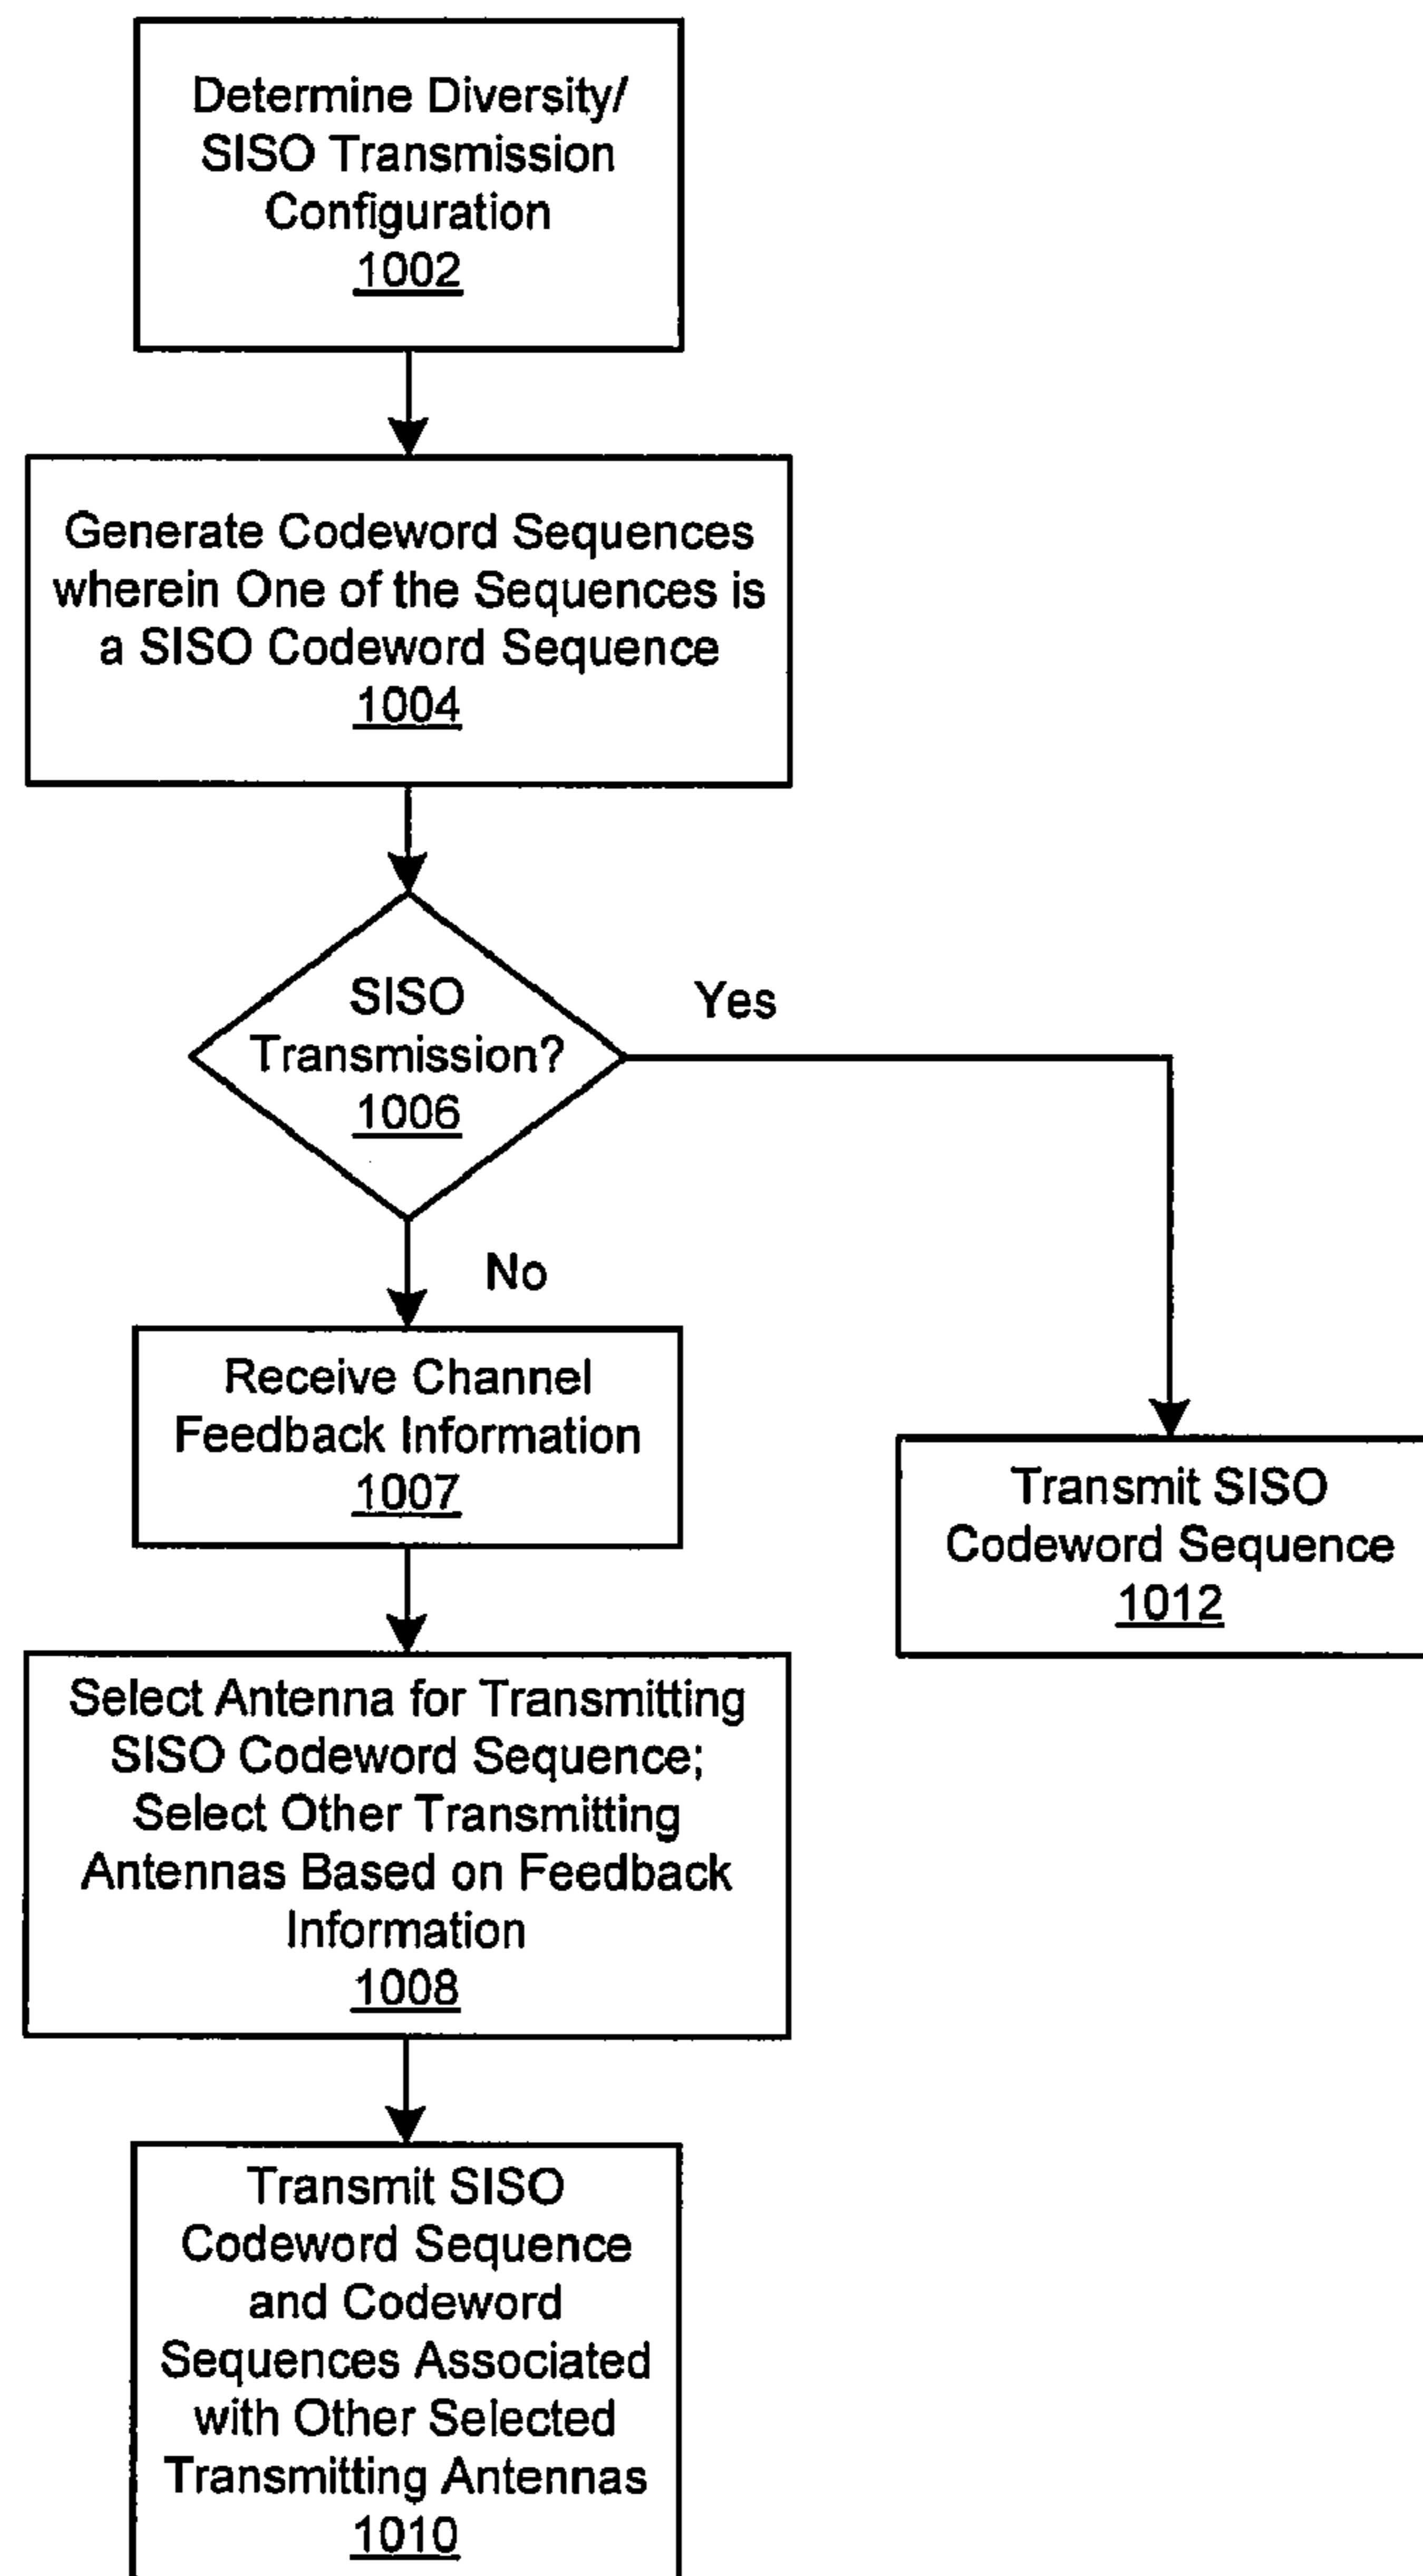 Determine Diversity/
SISO Transmission
Configuration
1002
Generate Codeword Sequences
wherein One of the Sequences is
a SISO Codeword Sequence
1004
SISO
Transmission?
1006
Yes
No
Receive Channel
Feedback Information
1007
Transmit SISO
Codeword Sequence
1012
Select Antenna for Transmitting
SISO Codeword Sequence;
Select Other Transmitting
Antennas Based on Feedback
Information
1008
Transmit SISO
Codeword Sequence
and Codeword
Sequences Associated
with Other Selected
Transmitting Antennas
1010